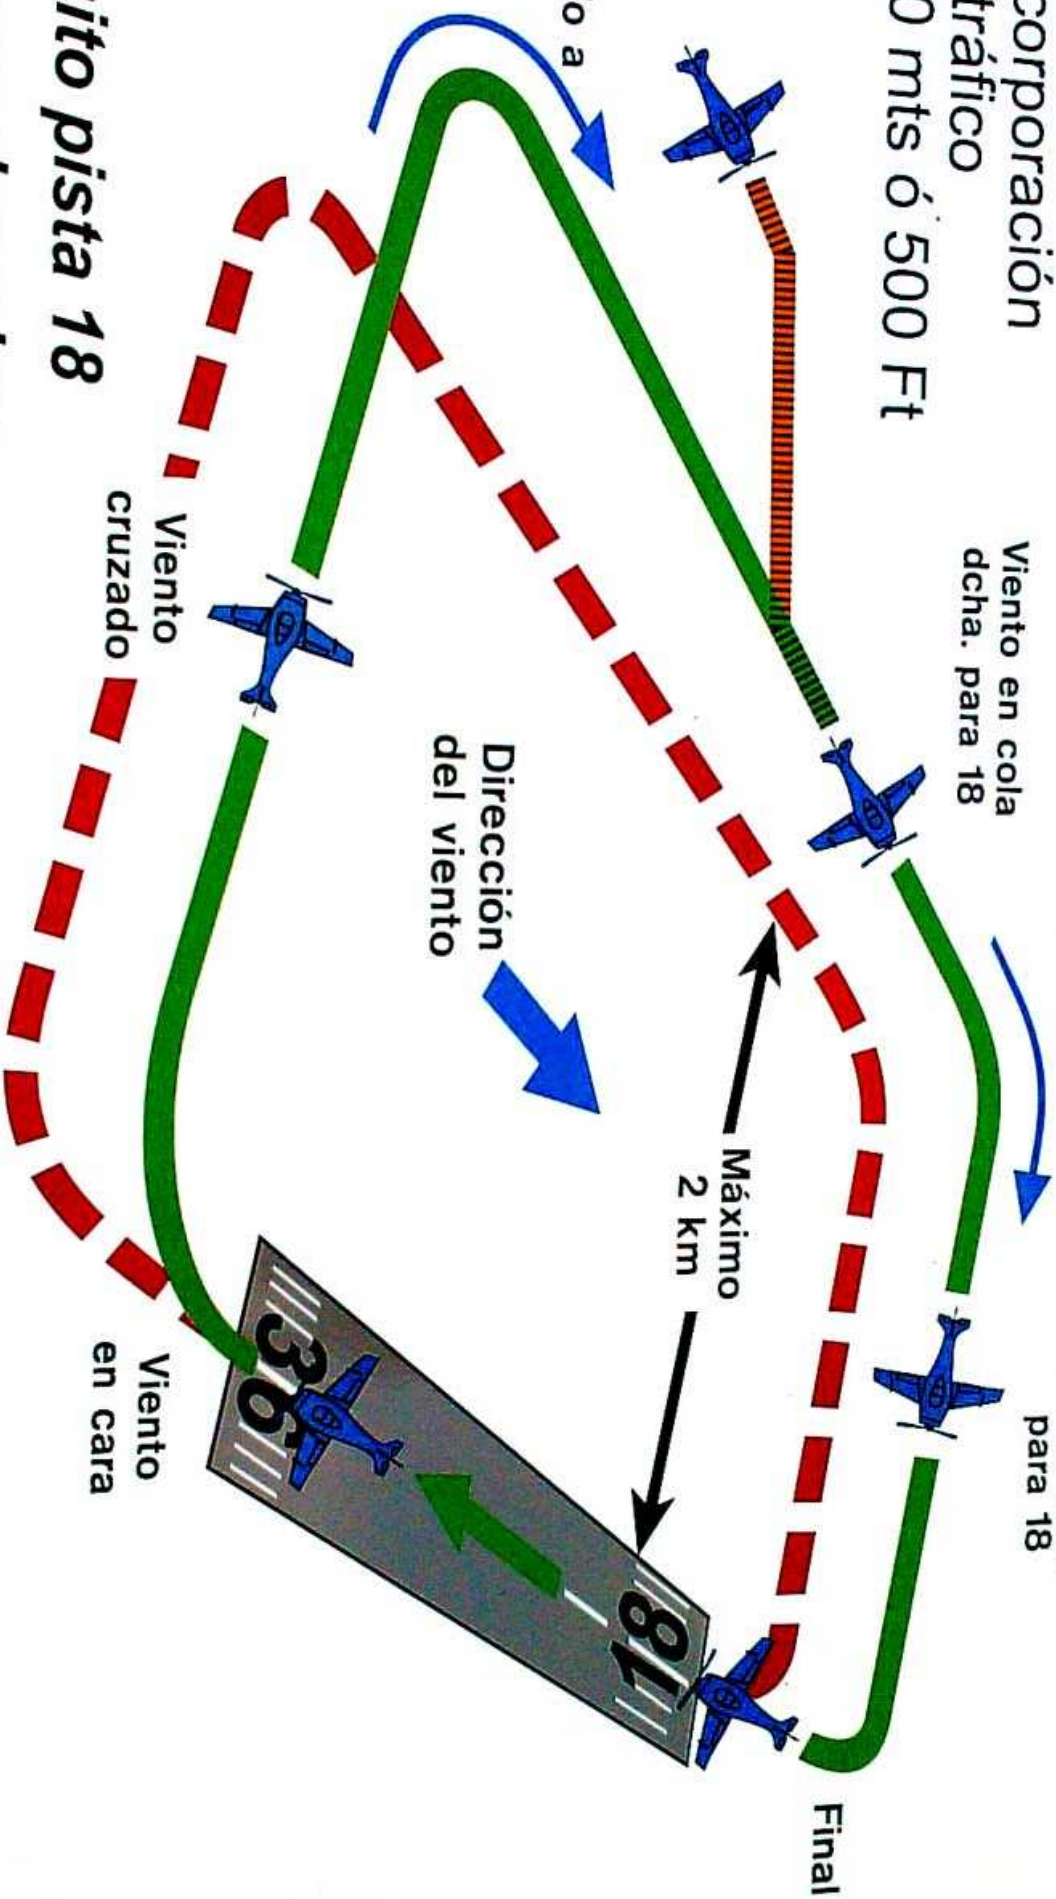 corporación
tráfico
0 mts ó 500 Ft
Viento en cola
dcha. para 18
para 18
Final
o a
Máximo
2 km
Dirección
del viento
18
36
Viento
cruzado
Viento
en cara
ito pista 18